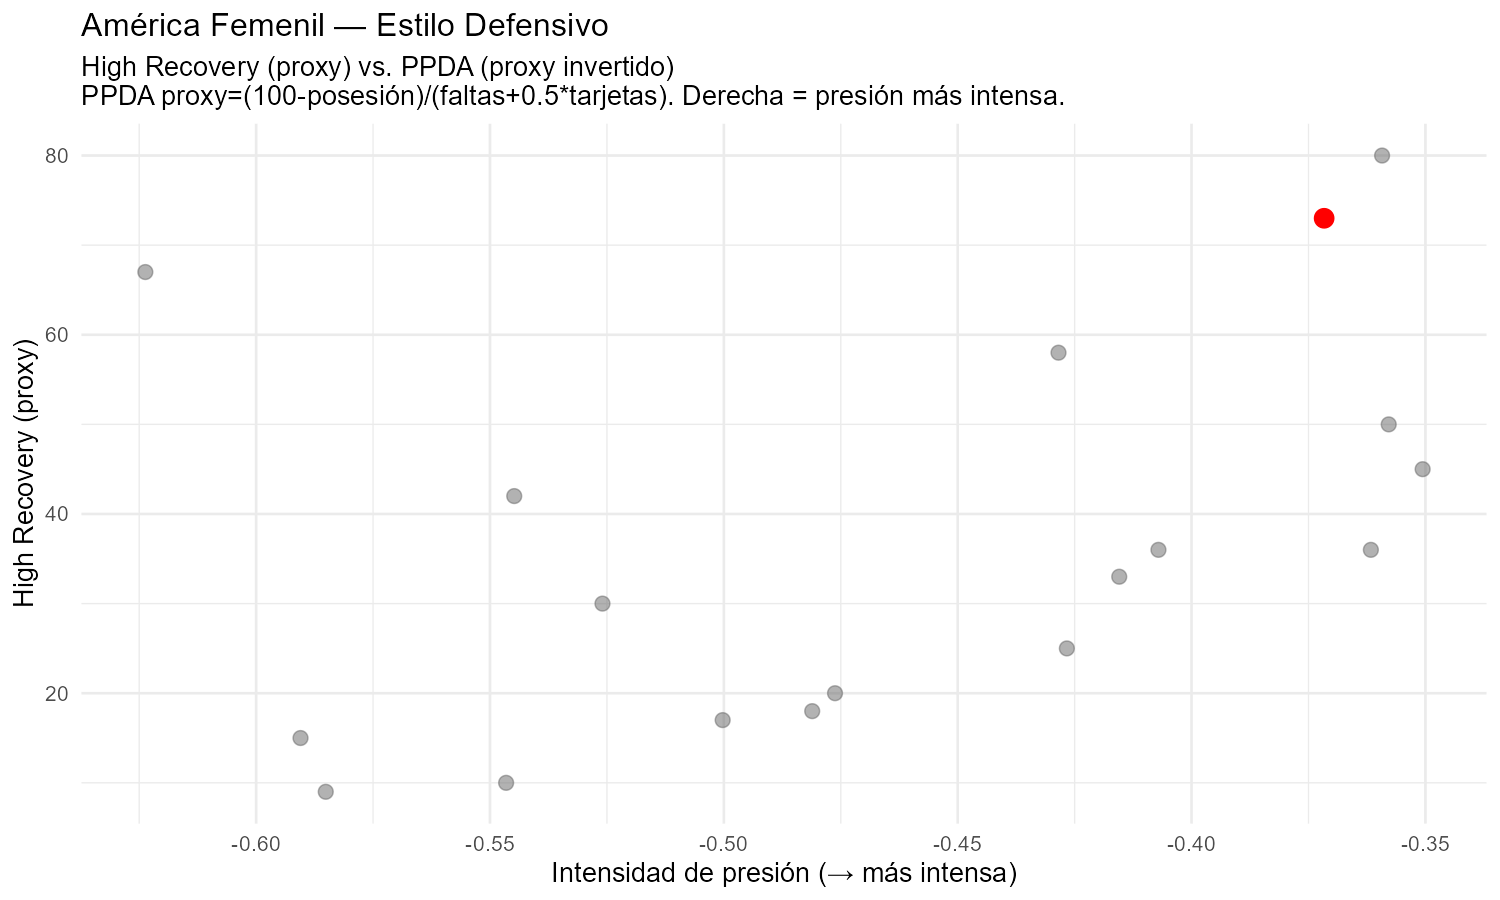 América Femenil — Estilo Defensivo
High Recovery (proxy) vs. PPDA (proxy invertido)
PPDA proxy=(100-posesión)/(faltas+0.5*tarjetas). Derecha = presión más intensa.
High Recovery (proxy)
80
60
40
20
-0.60
-0.55
-0.50
-0.45
-0.40
-0.35
Intensidad de presión (→ más intensa)